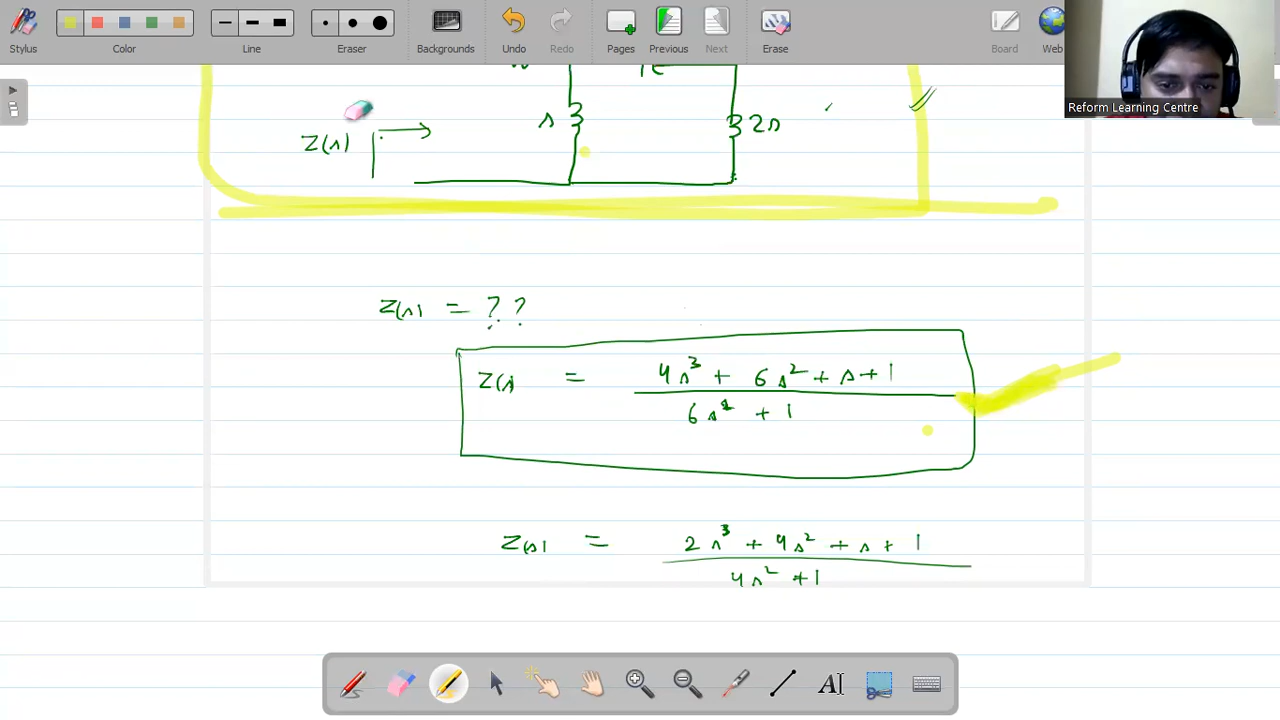 Stylus Color Line Eraser Backgrounds Undo Redo Pages Previous Next Erase Board Web
Reform Learning Centre
s 2s
Z(s)
Z(s) = ??
Z(s) = 4s³ + 6s² + s + 1
6s² + 1
Z(s) = 2s³ + 4s² + s + 1
4s² + 1